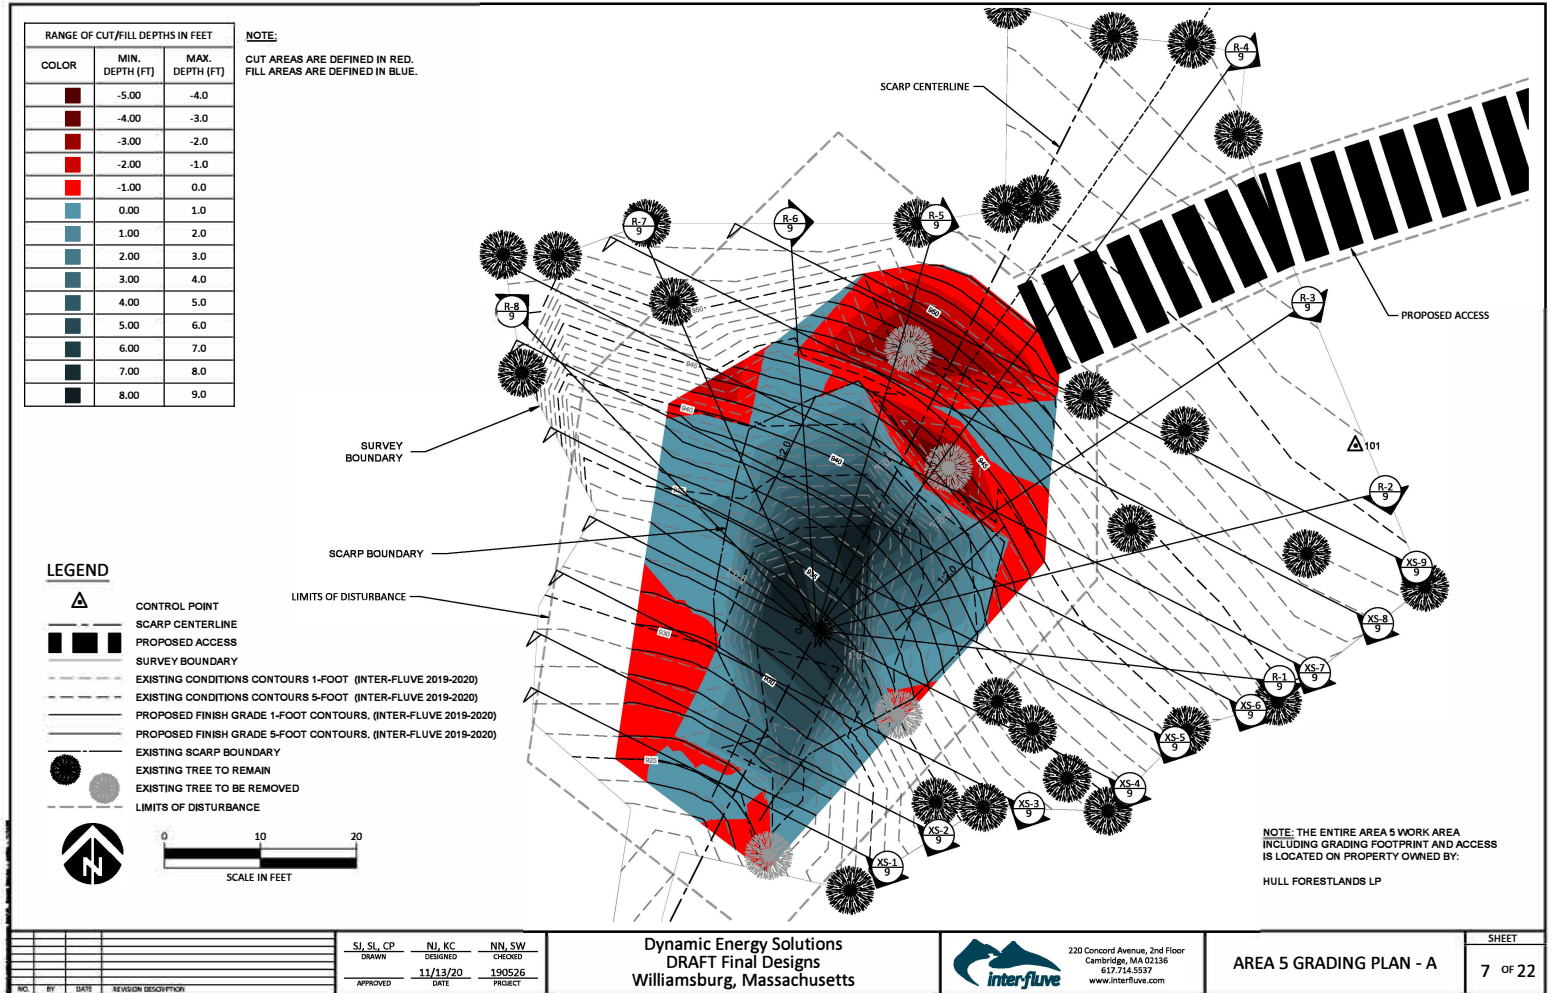 RANGE OF CUT/FILL DEPTHS IN FEET
COLOR
MIN. DEPTH (FT)
MAX. DEPTH (FT)
-5.00 -4.0
-4.00 -3.0
-3.00 -2.0
-2.00 -1.0
-1.00 0.0
0.00 1.0
1.00 2.0
2.00 3.0
3.00 4.0
4.00 5.0
5.00 6.0
6.00 7.0
7.00 8.0
8.00 9.0
NOTE:
CUT AREAS ARE DEFINED IN RED.
FILL AREAS ARE DEFINED IN BLUE.
SCARP CENTERLINE
R-4
9
R-7
9
R-6
9
R-5
9
R-8
9
R-3
9
PROPOSED ACCESS
950
950
945
940
940
945
1:2.0
101
R-2
9
SURVEY
BOUNDARY
SCARP BOUNDARY
LIMITS OF DISTURBANCE
1:2.0
930
925
XS-9
9
XS-8
9
XS-7
9
R-1
9
XS-6
9
XS-5
9
XS-4
9
XS-3
9
XS-2
9
XS-1
9
LEGEND
CONTROL POINT
SCARP CENTERLINE
PROPOSED ACCESS
SURVEY BOUNDARY
EXISTING CONDITIONS CONTOURS 1-FOOT (INTER-FLUVE 2019-2020)
EXISTING CONDITIONS CONTOURS 5-FOOT (INTER-FLUVE 2019-2020)
PROPOSED FINISH GRADE 1-FOOT CONTOURS, (INTER-FLUVE 2019-2020)
PROPOSED FINISH GRADE 5-FOOT CONTOURS, (INTER-FLUVE 2019-2020)
EXISTING SCARP BOUNDARY
EXISTING TREE TO REMAIN
EXISTING TREE TO BE REMOVED
LIMITS OF DISTURBANCE
N
0 10 20
SCALE IN FEET
NOTE: THE ENTIRE AREA 5 WORK AREA
INCLUDING GRADING FOOTPRINT AND ACCESS
IS LOCATED ON PROPERTY OWNED BY:
HULL FORESTLANDS LP
NO. BY DATE REVISION DESCRIPTION
SJ, SL, CP NJ, KC NN, SW
DRAWN DESIGNED CHECKED
11/13/20 190526
APPROVED DATE PROJECT
Dynamic Energy Solutions
DRAFT Final Designs
Williamsburg, Massachusetts
inter-fluve
220 Concord Avenue, 2nd Floor
Cambridge, MA 02136
617.714.5537
www.interfluve.com
AREA 5 GRADING PLAN - A
SHEET
7 OF 22